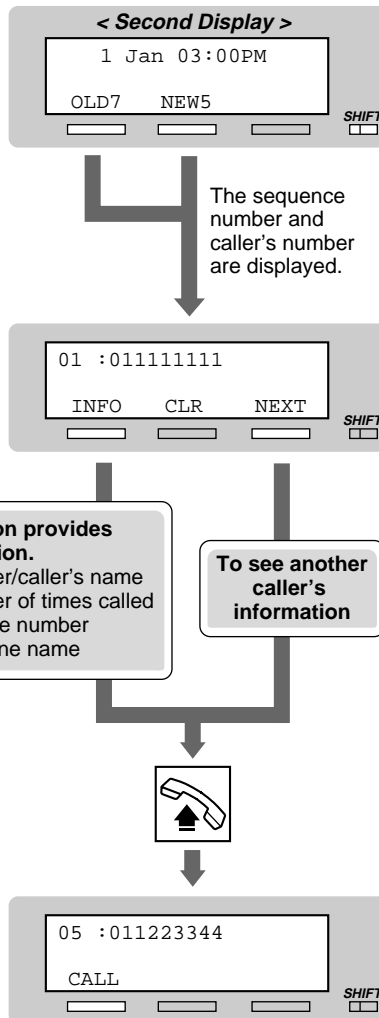 < Second Display >
1 Jan 03:00PM
OLD7 NEW5
SHIFT
The sequence
number and
caller's number
are displayed.
01 :011111111
INFO CLR NEXT
SHIFT
on provides
ion.
er/caller's name
er of times called
e number
ne name
To see another
caller's
information
05 :011223344
CALL
SHIFT